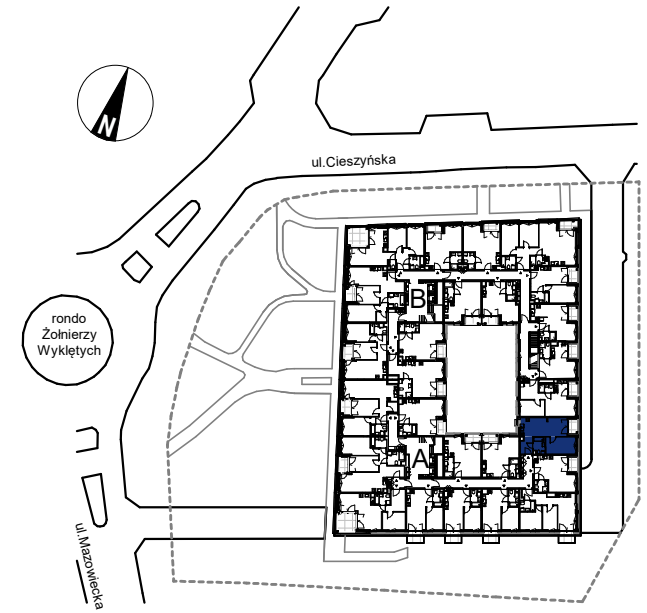 N
ul.Cieszyńska
B
rondo
Żołnierzy
Wyklętych
A
ul.Mazowiecka